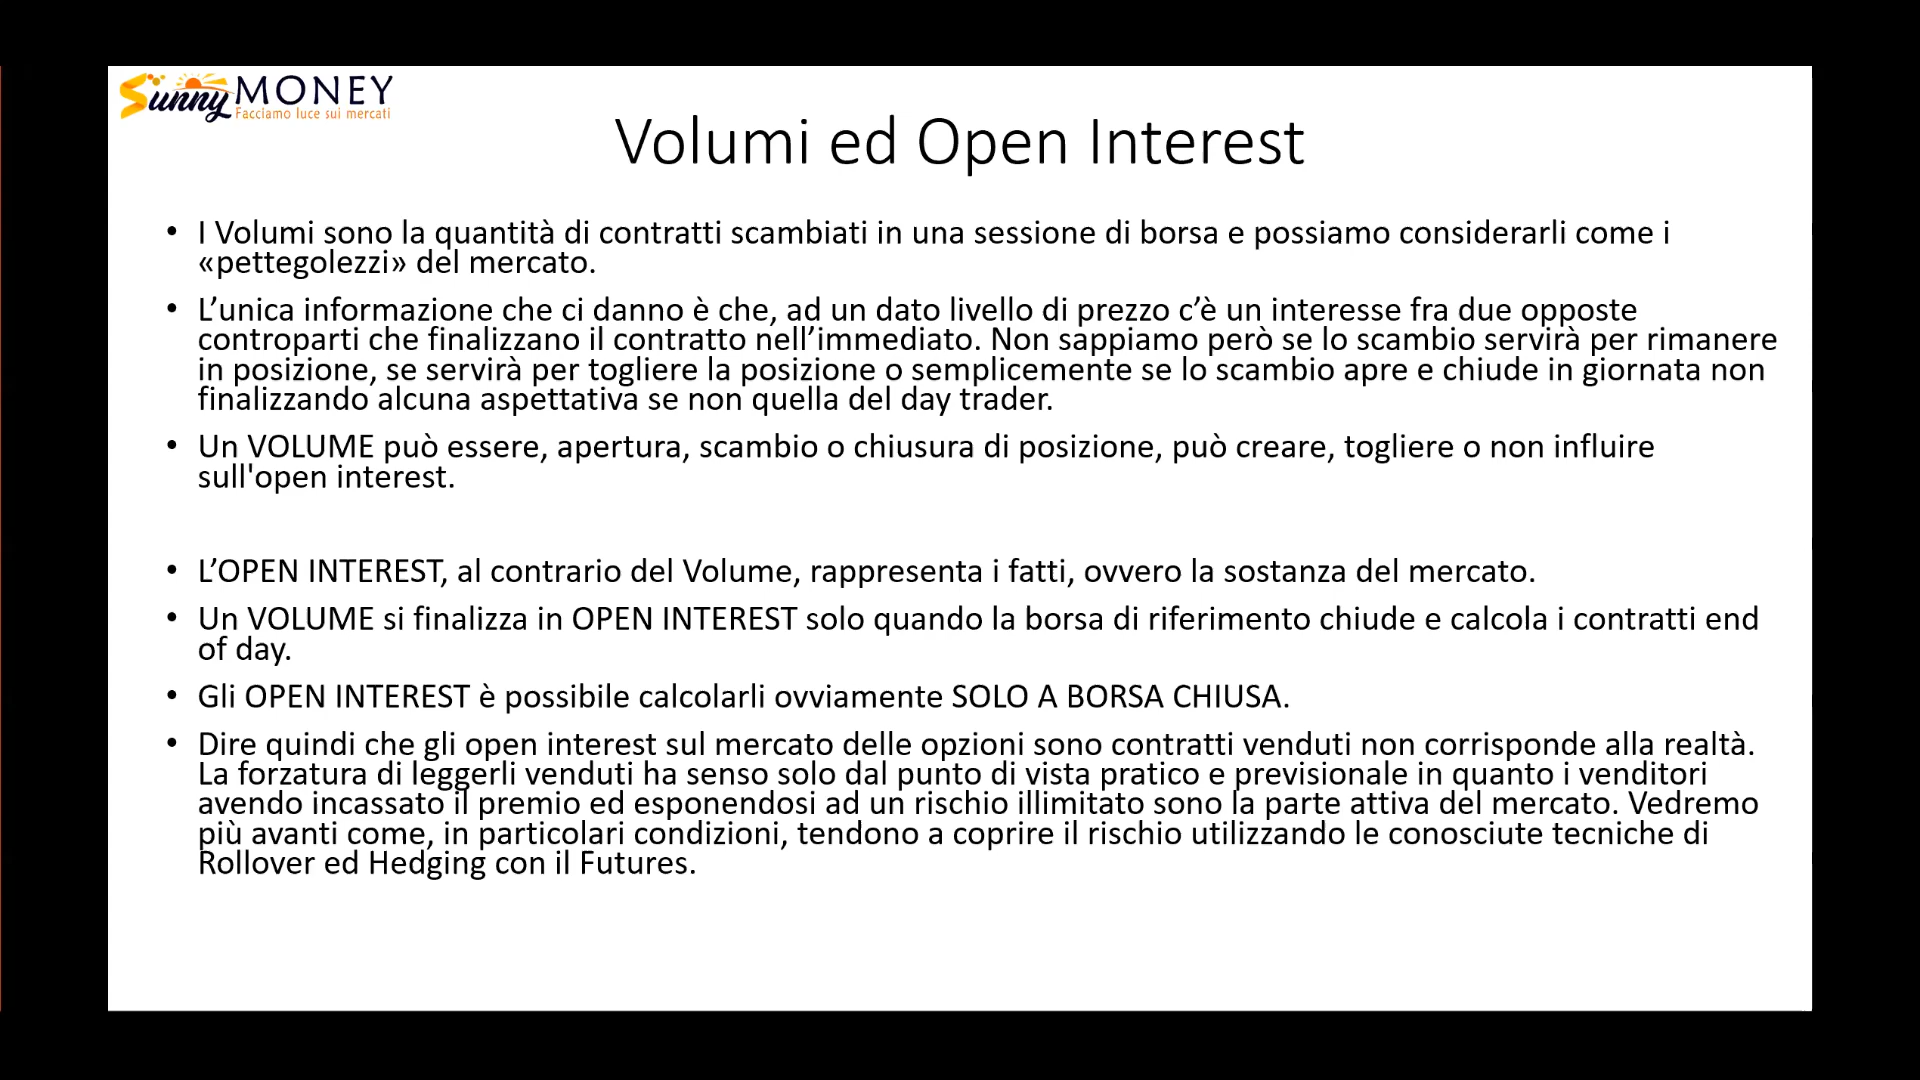 Sunny MONEY
Facciamo luce sui mercati
Volumi ed Open Interest
• I Volumi sono la quantità di contratti scambiati in una sessione di borsa e possiamo considerarli come i
«pettegolezzi» del mercato.
• L’unica informazione che ci danno è che, ad un dato livello di prezzo c’è un interesse fra due opposte
controparti che finalizzano il contratto nell’immediato. Non sappiamo però se lo scambio servirà per rimanere
in posizione, se servirà per togliere la posizione o semplicemente se lo scambio apre e chiude in giornata non
finalizzando alcuna aspettativa se non quella del day trader.
• Un VOLUME può essere, apertura, scambio o chiusura di posizione, può creare, togliere o non influire
sull'open interest.
• L’OPEN INTEREST, al contrario del Volume, rappresenta i fatti, ovvero la sostanza del mercato.
• Un VOLUME si finalizza in OPEN INTEREST solo quando la borsa di riferimento chiude e calcola i contratti end
of day.
• Gli OPEN INTEREST è possibile calcolarli ovviamente SOLO A BORSA CHIUSA.
• Dire quindi che gli open interest sul mercato delle opzioni sono contratti venduti non corrisponde alla realtà.
La forzatura di leggerli venduti ha senso solo dal punto di vista pratico e previsionale in quanto i venditori
avendo incassato il premio ed esponendosi ad un rischio illimitato sono la parte attiva del mercato. Vedremo
più avanti come, in particolari condizioni, tendono a coprire il rischio utilizzando le conosciute tecniche di
Rollover ed Hedging con il Futures.